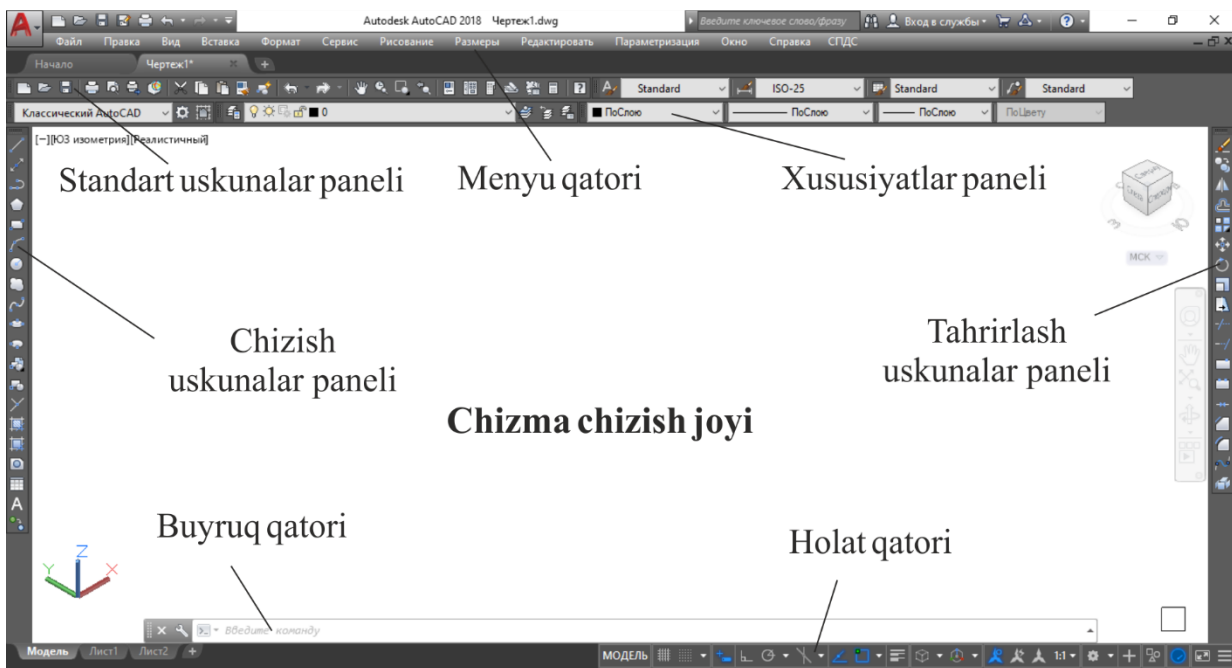 Autodesk AutoCAD 2018 Чертеж1.dwg Введите ключевое слово/фразу Вход в службы
Файл Правка Вид Вставка Формат Сервис Рисование Размеры Редактировать Параметризация Окно Справка СПДС
Начало Чертеж1*
Standard ISO-25 Standard Standard
Классический AutoCAD 0 ПоСлою ПоСлою ПоСлою ПоЦвету
[−][ЮЗ изометрия][Реалистичный]
Standart uskunalar paneli Menyu qatori Xususiyatlar paneli
МСК
Chizish
uskunalar paneli
Tahrirlash
uskunalar paneli
Chizma chizish joyi
Buyruq qatori
Holat qatori
Z
Y X
Введите команду
Модель Лист1 Лист2 + МОДЕЛЬ 1:1